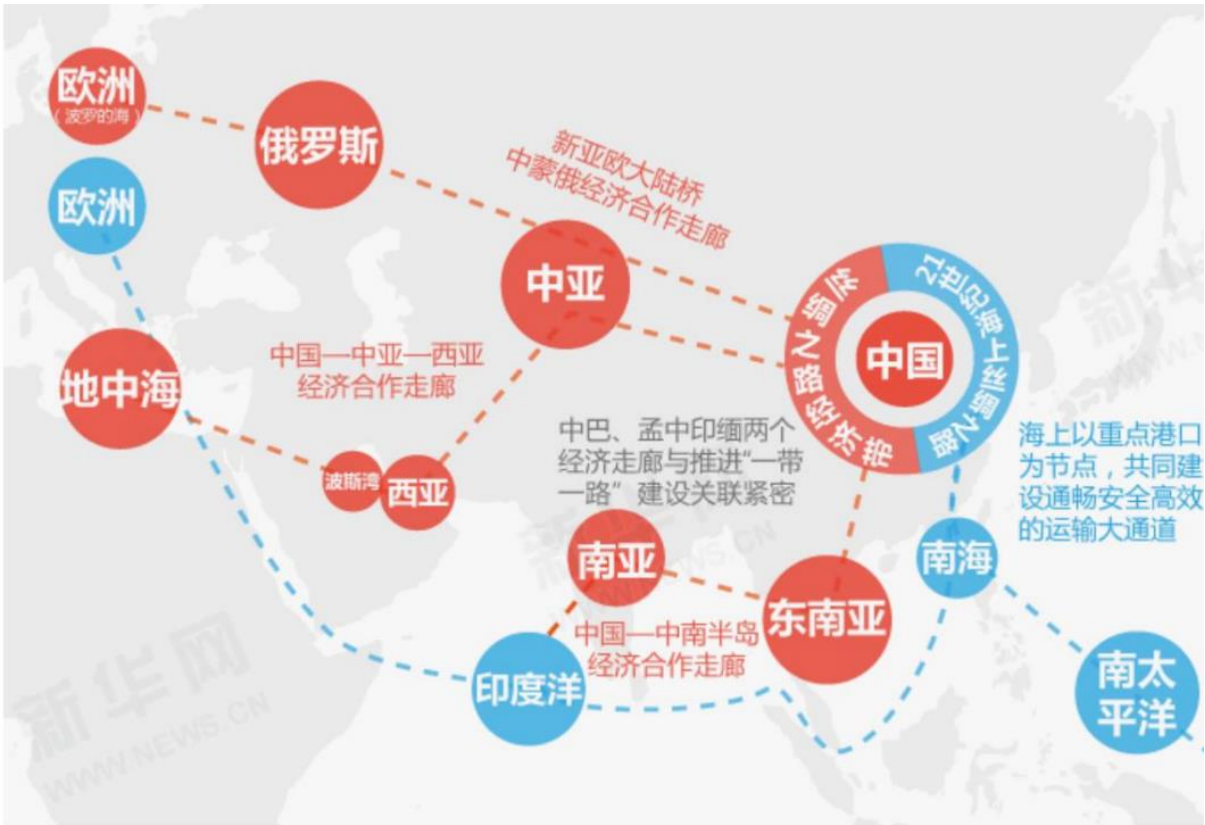 欧洲
（波罗的海）
俄罗斯
欧洲
新亚欧大陆桥
中蒙俄经济合作走廊
中亚
丝绸之路经济带
21世纪海上丝绸之路
中国
中国—中亚—西亚
经济合作走廊
地中海
波斯湾
西亚
中巴、孟中印缅两个
经济走廊与推进“一带
一路”建设关联紧密
海上以重点港口
为节点，共同建
设通畅安全高效
的运输大通道
南亚
南海
东南亚
中国—中南半岛
经济合作走廊
印度洋
南太
平洋
新华网
WWW.NEWS.CN